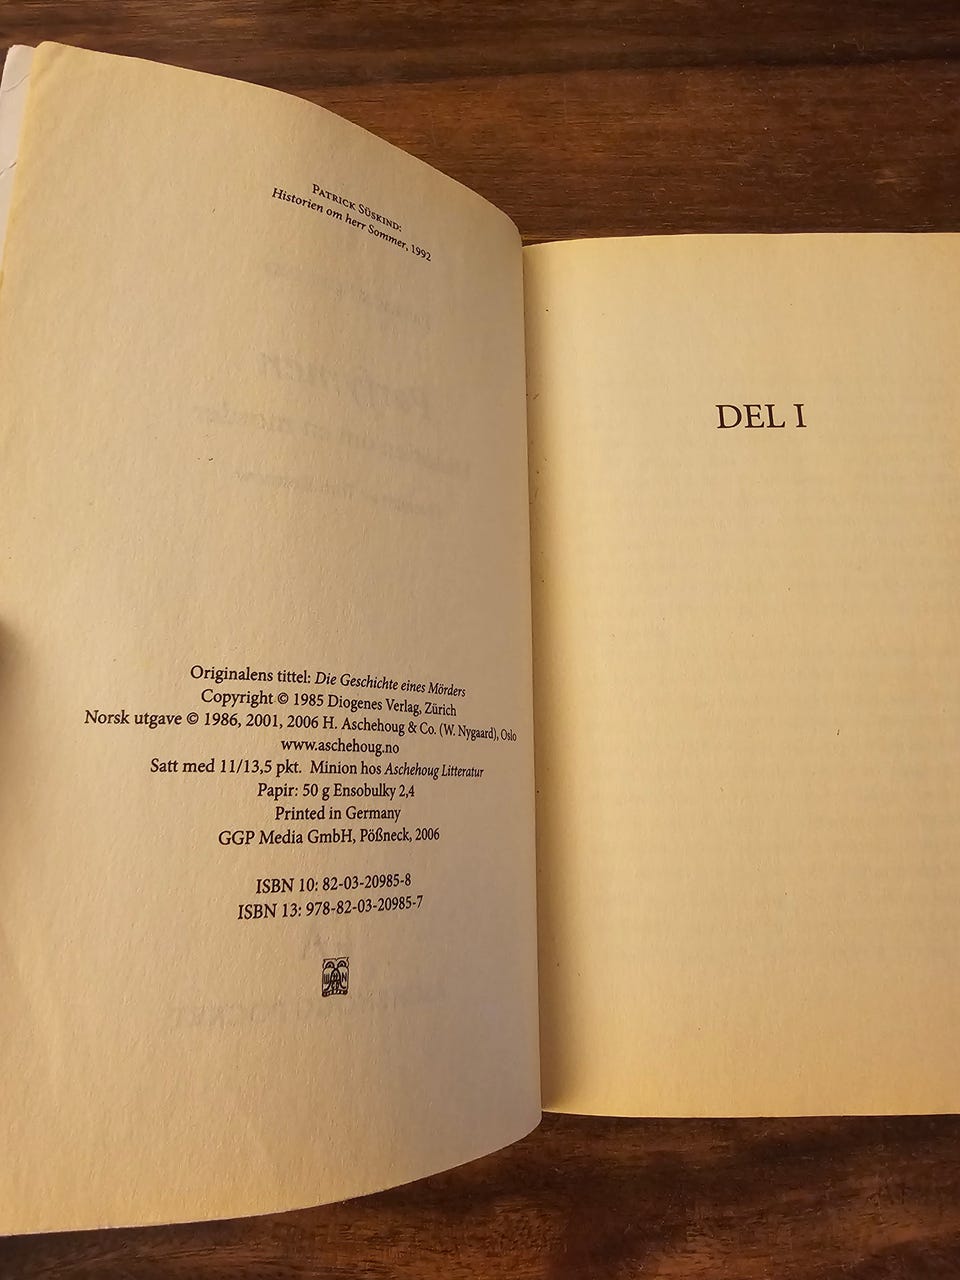 PATRICK SÜSKIND:
Historien om herr Sommer, 1992
Originalens tittel: Die Geschichte eines Mörders
Copyright © 1985 Diogenes Verlag, Zürich
Norsk utgave © 1986, 2001, 2006 H. Aschehoug & Co. (W. Nygaard), Oslo
www.aschehoug.no
Satt med 11/13,5 pkt. Minion hos Aschehoug Litteratur
Papir: 50 g Ensobulky 2,4
Printed in Germany
GGP Media GmbH, Pößneck, 2006
ISBN 10: 82-03-20985-8
ISBN 13: 978-82-03-20985-7
DEL I